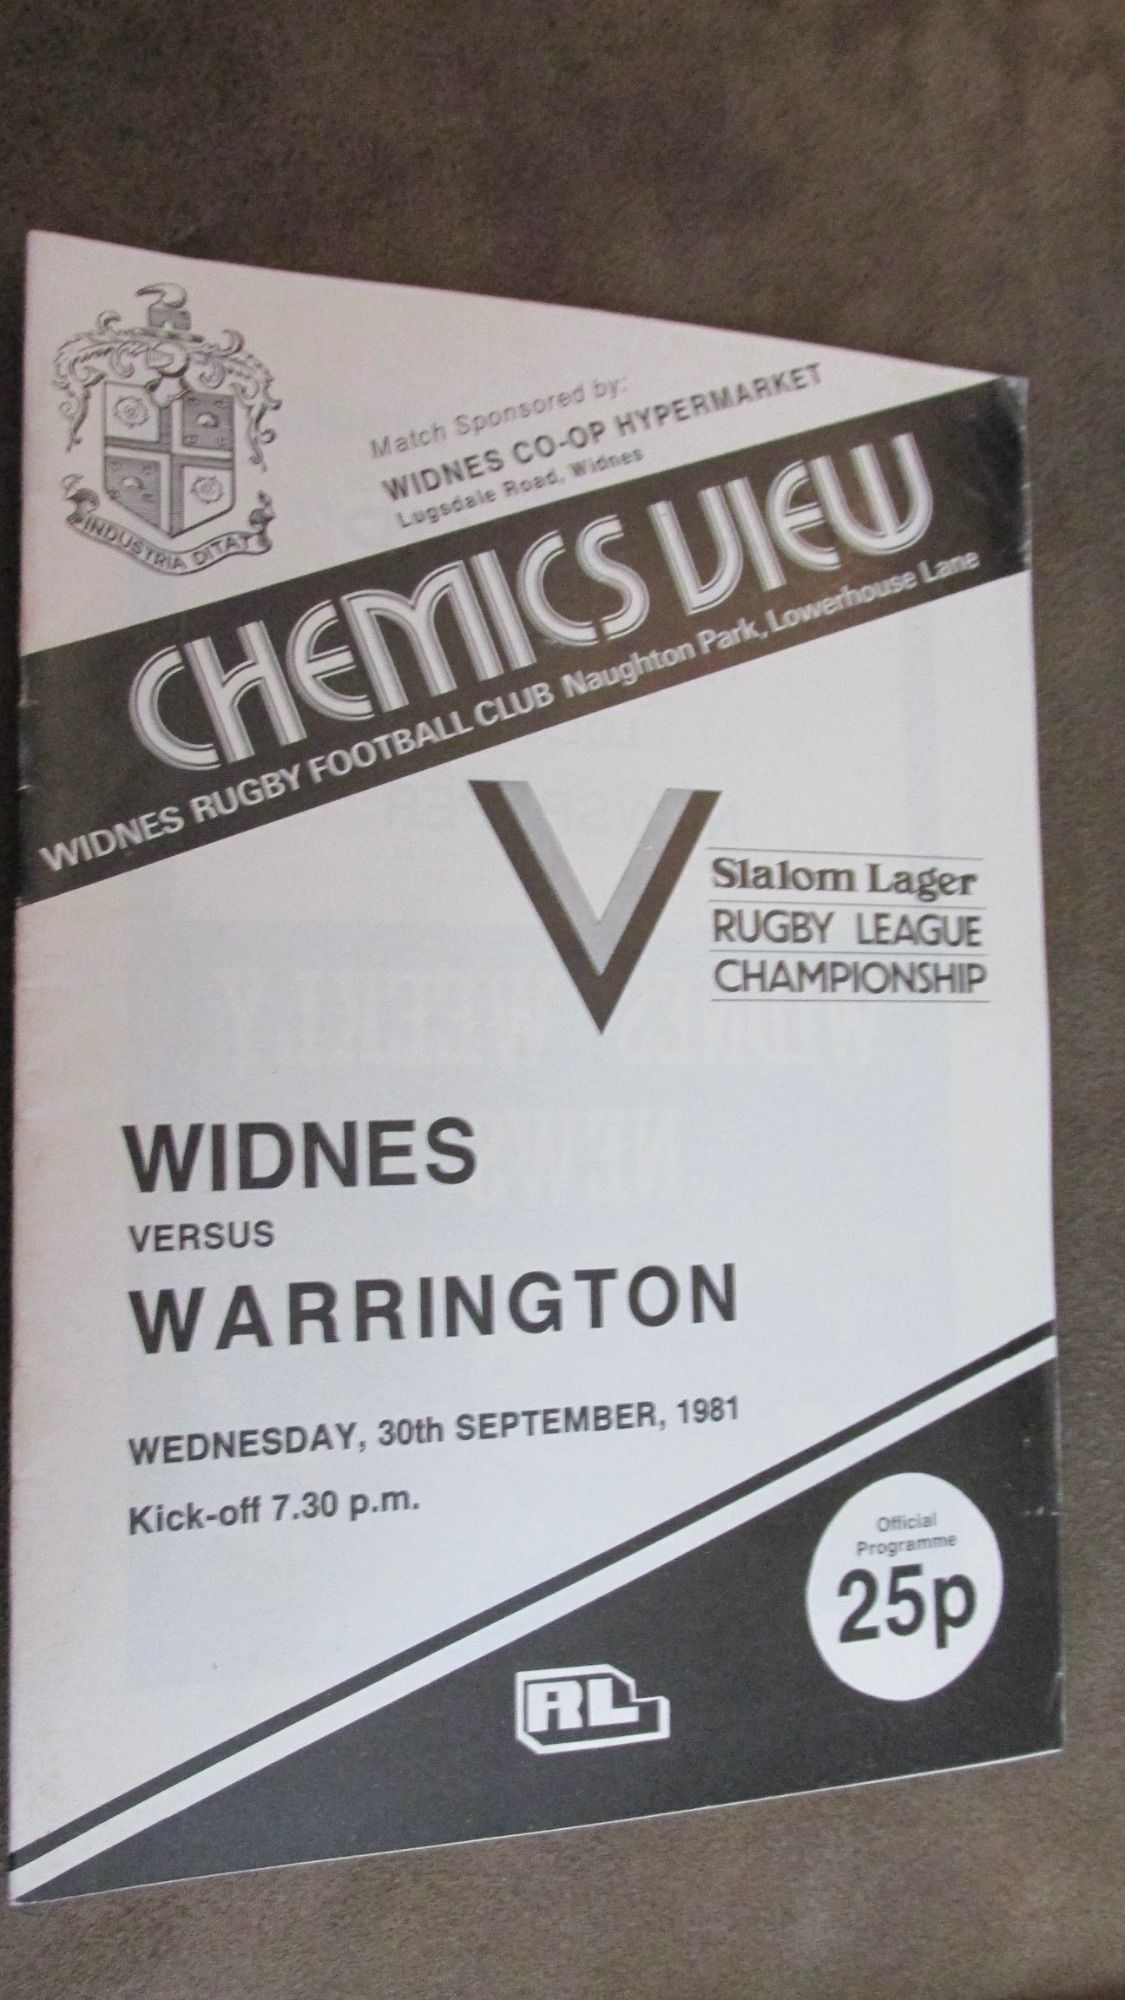 INDUSTRIA DITAT
Match Sponsored by:
WIDNES CO-OP HYPERMARKET
Lugsdale Road, Widnes
CHEMICS VIEW
WIDNES RUGBY FOOTBALL CLUB Naughton Park, Lowerhouse Lane
Slalom Lager
RUGBY LEAGUE
CHAMPIONSHIP
WIDNES
VERSUS
WARRINGTON
WEDNESDAY, 30th SEPTEMBER, 1981
Kick-off 7.30 p.m.
Official
Programme
25p
RL